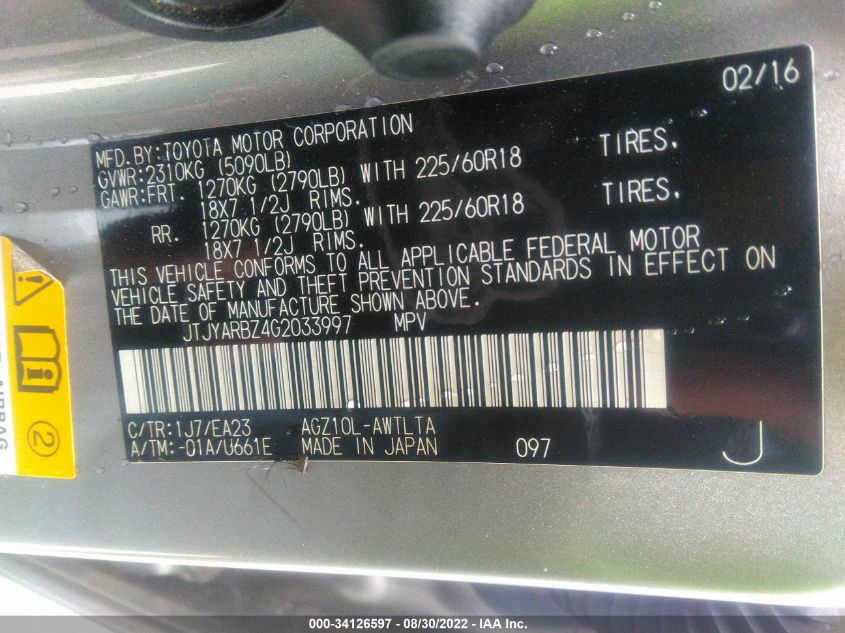 02/16
MFD.BY:TOYOTA MOTOR CORPORATION
GVWR:2310KG (5090LB)
GAWR:FRT. 1270KG (2790LB) WITH 225/60R18 TIRES.
18X7 1/2J RIMS.
RR. 1270KG (2790LB) WITH 225/60R18 TIRES.
18X7 1/2J RIMS.
THIS VEHICLE CONFORMS TO ALL APPLICABLE FEDERAL MOTOR
VEHICLE SAFETY AND THEFT PREVENTION STANDARDS IN EFFECT ON
THE DATE OF MANUFACTURE SHOWN ABOVE.
JTJYARBZ4G2033997 MPV
C/TR:1J7/EA23 AGZ10L-AWTLTA
A/TM:-01A/U661E MADE IN JAPAN 097 J
2
AIRBAG
000-34126597 - 08/30/2022 - IAA Inc.